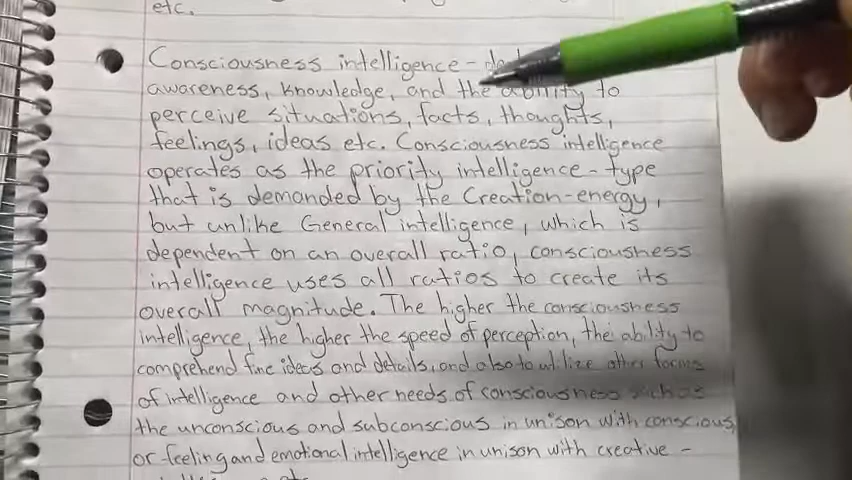 etc.
Consciousness intelligence-
awareness, knowledge, and the ability to
perceive situations, facts, thoughts,
feelings, ideas etc. Consciousness intelligence
operates as the priority intelligence-type
that is demanded by the Creation-energy,
but unlike General intelligence, which is
dependent on an overall ratio, consciousness
intelligence uses all ratios to create its
overall magnitude. The higher the consciousness
intelligence, the higher the speed of perception, the ability to
comprehend fine ideas and details, and also to utilize other forms
of intelligence and other needs of consciousness such as
the unconscious and subconscious in unison with conscious,
or feeling and emotional intelligence in unison with creative-